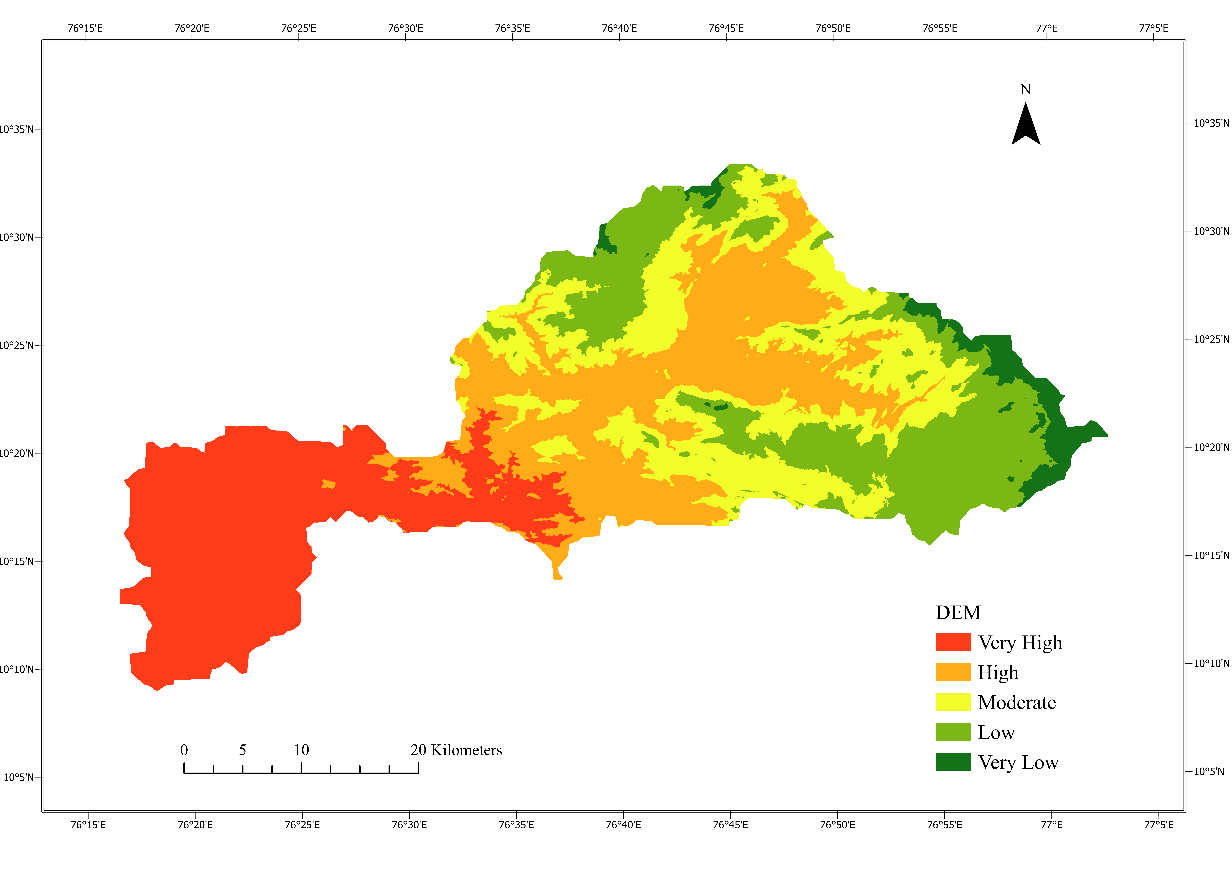 76°15'E 76°20'E 76°25'E 76°30'E 76°35'E 76°40'E 76°45'E 76°50'E 76°55'E 77°E 77°5'E
N
10°35'N 10°35'N
10°30'N 10°30'N
10°25'N 10°25'N
10°20'N 10°20'N
10°15'N 10°15'N
DEM
Very High
High
10°10'N 10°10'N
Moderate
Low
0 5 10 20 Kilometers
Very Low
10°5'N 10°5'N
76°15'E 76°20'E 76°25'E 76°30'E 76°35'E 76°40'E 76°45'E 76°50'E 76°55'E 77°E 77°5'E